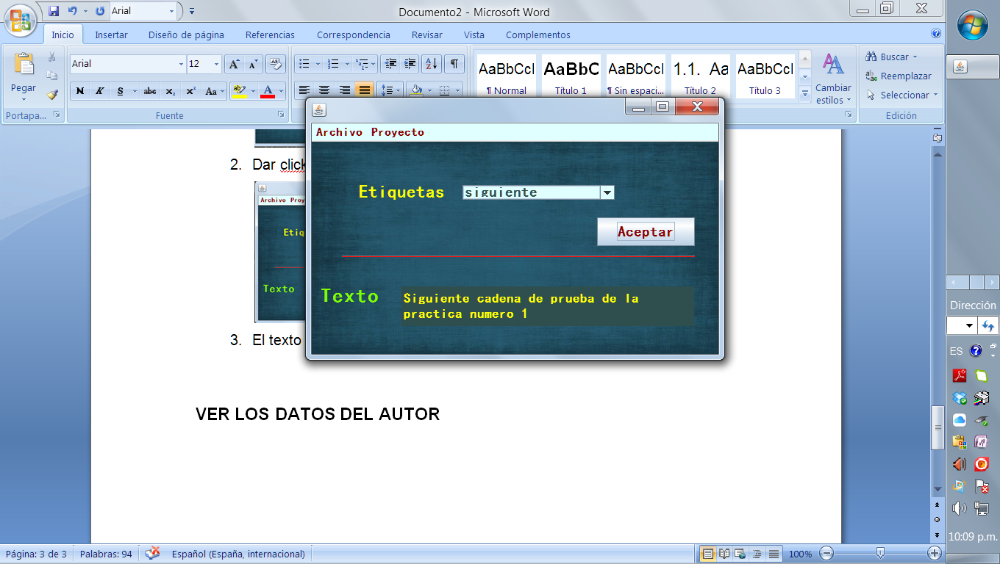 Arial
Documento2 - Microsoft Word
Inicio Insertar Diseño de página Referencias Correspondencia Revisar Vista Complementos
Pegar
Portapa...
Arial 12
N K S abc x₂ x² Aa ab A
Fuente
AaBbCcI AaBbC AaBbCcI 1.1. Aa AaBbCcI
¶ Normal Título 1 ¶ Sin espaci... Título 2 Título 3
Cambiar
estilos
Buscar
Reemplazar
Seleccionar
Edición
2. Dar click
Archivo Proy
Etiqu
Texto
3. El texto
Archivo Proyecto
Etiquetas siguiente
Aceptar
Texto Siguiente cadena de prueba de la
practica numero 1
VER LOS DATOS DEL AUTOR
Dirección
ES
10:09 p.m.
Página: 3 de 3 Palabras: 94 Español (España, internacional) 100%